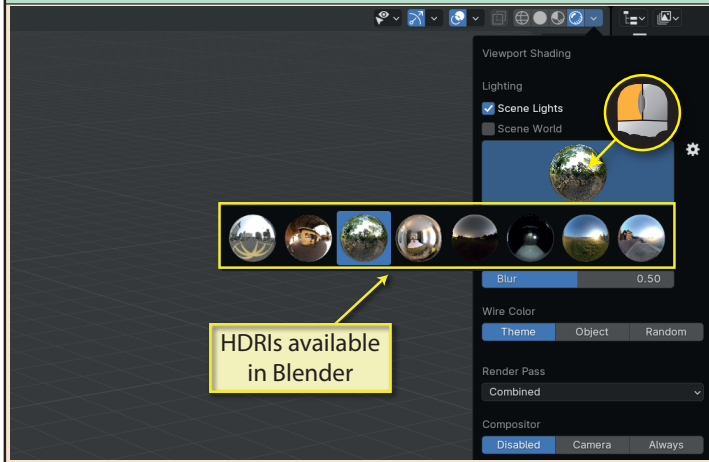 Viewport Shading
Lighting
Scene Lights
Scene World
Blur 0.50
HDRIs available
in Blender
Wire Color
Theme Object Random
Render Pass
Combined
Compositor
Disabled Camera Always